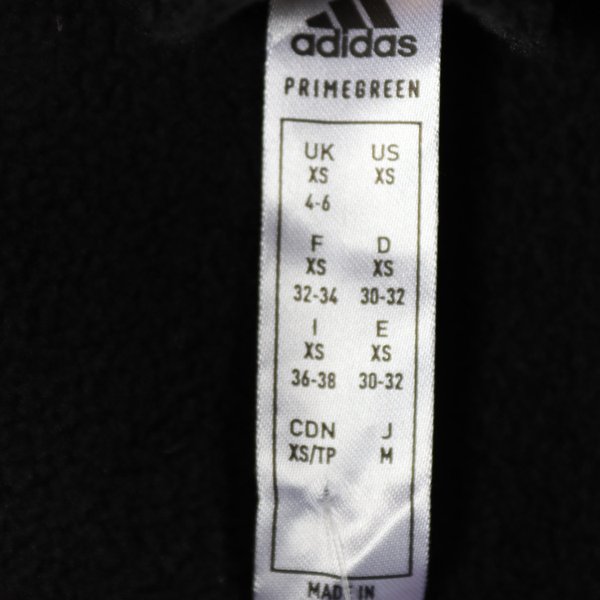 adidas
PRIMEGREEN
UK US
XS XS
4-6
F D
XS XS
32-34 30-32
I E
XS XS
36-38 30-32
CDN J
XS/TP M
MADE IN